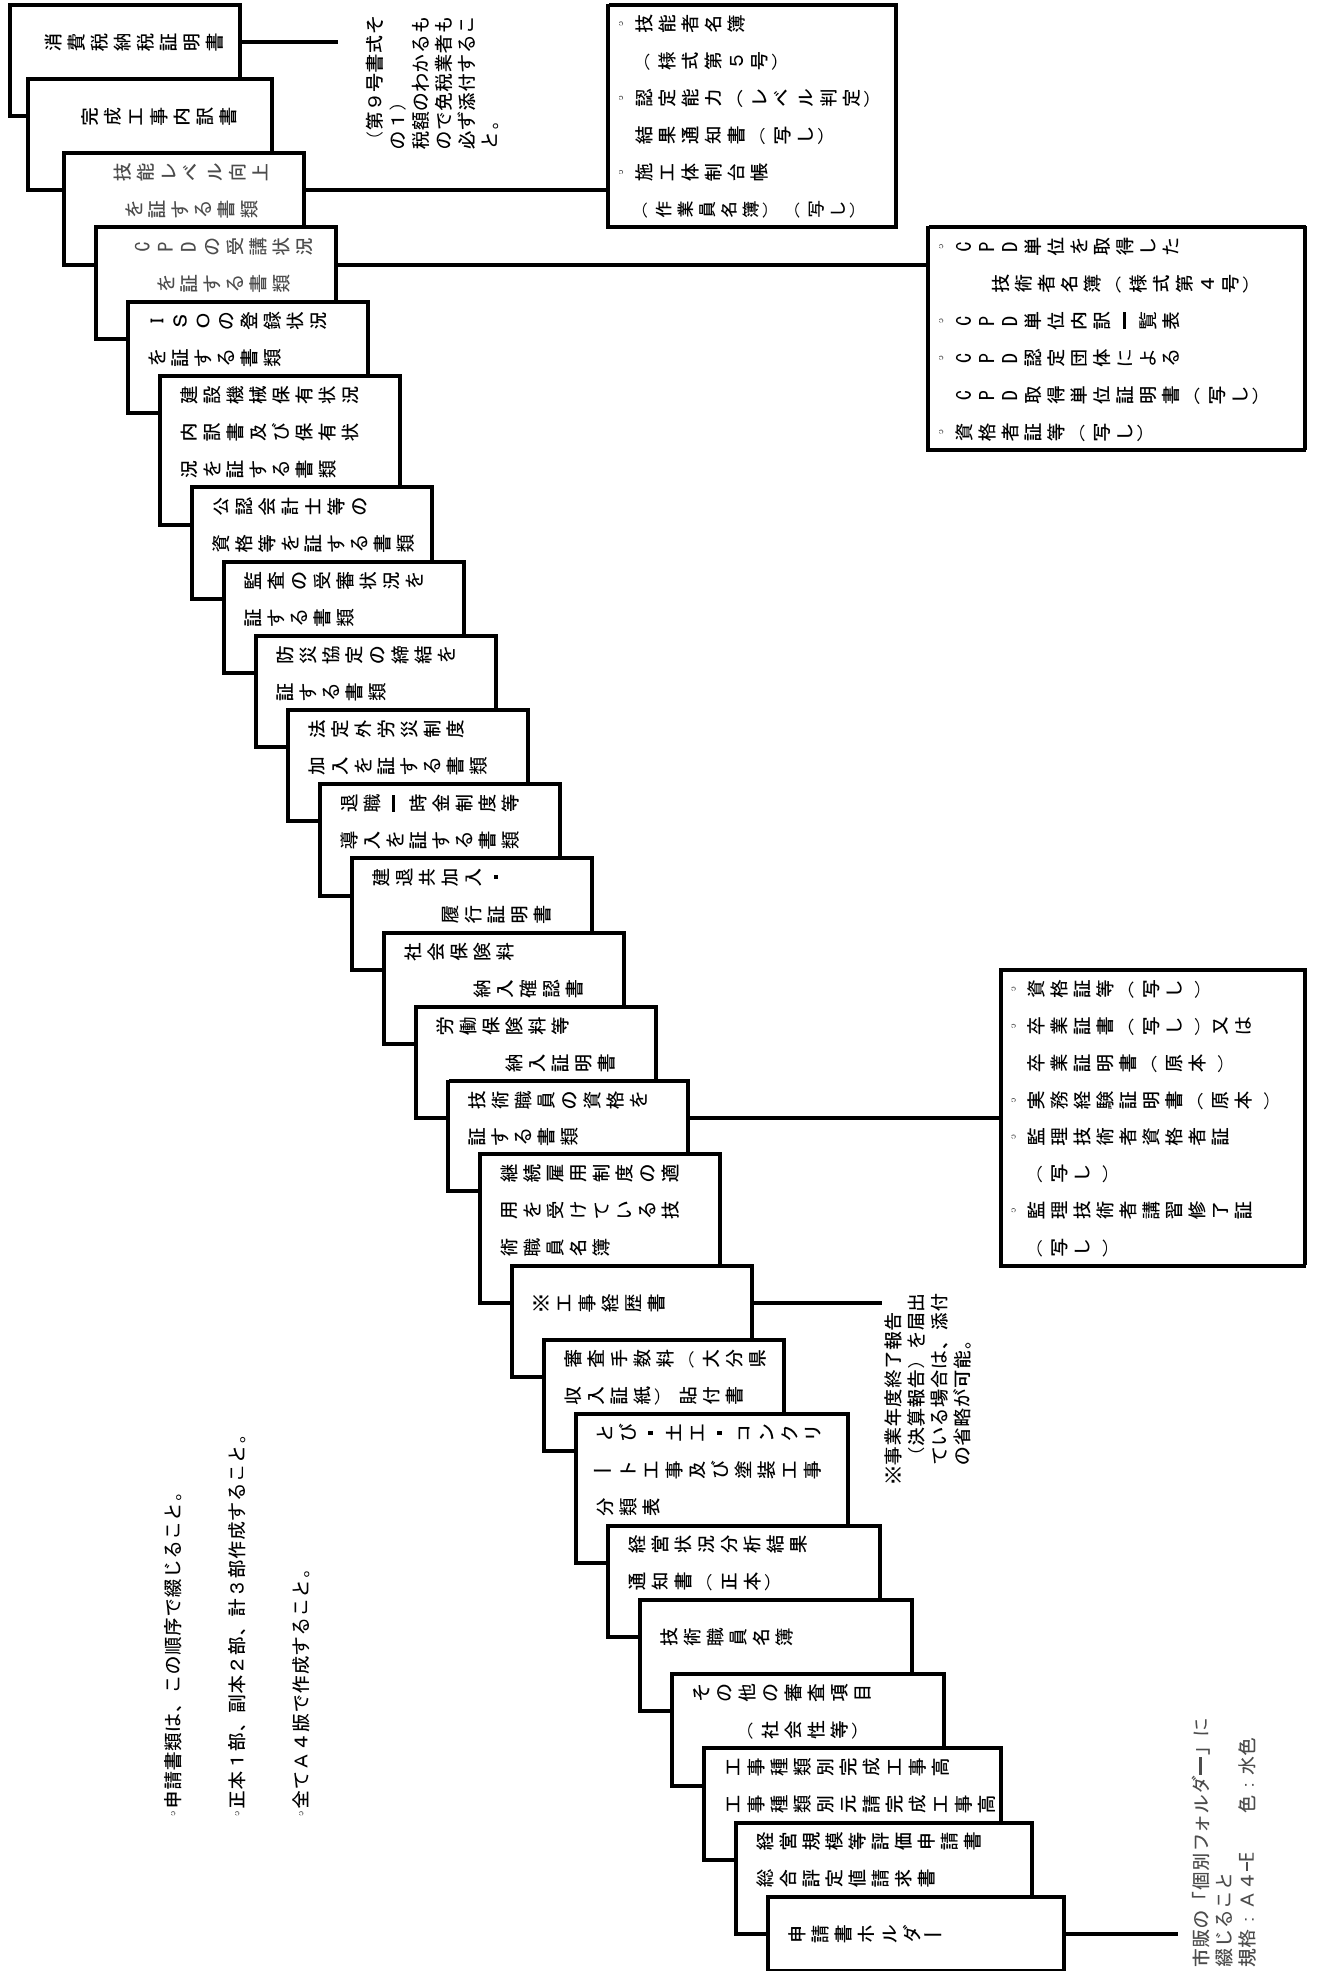 ◦申請書類は、この順序で綴じること。
◦正本１部、副本２部、計３部作成すること。
◦全てＡ４版で作成すること。
消費税納税証明書
（第９号書式そ
の１）
税額のわかるも
ので免税業者も
必ず添付するこ
と。
完成工事内訳書
技能レベル向上
を証する書類
◦技能者名簿
（様式第５号）
◦認定能力（レベル判定）
結果通知書（写し）
◦施工体制台帳
（作業員名簿）（写し）
ＣＰＤの受講状況
を証する書類
◦ＣＰＤ単位を取得した
技術者名簿（様式第４号）
◦ＣＰＤ単位内訳一覧表
◦ＣＰＤ認定団体による
ＣＰＤ取得単位証明書（写し）
◦資格者証等（写し）
ＩＳＯの登録状況
を証する書類
建設機械保有状況
内訳書及び保有状
況を証する書類
公認会計士等の
資格等を証する書類
監査の受審状況を
証する書類
防災協定の締結を
証する書類
法定外労災制度
加入を証する書類
退職一時金制度等
導入を証する書類
建退共加入・
履行証明書
社会保険料
納入確認書
労働保険料等
納入証明書
技術職員の資格を
証する書類
◦資格証等（写し）
◦卒業証書（写し）又は
卒業証明書（原本）
◦実務経験証明書（原本）
◦監理技術者資格者証
（写し）
◦監理技術者講習修了証
（写し）
継続雇用制度の適
用を受けている技
術職員名簿
※工事経歴書
※事業年度終了報告
（決算報告）を届出
ている場合は、添付
の省略が可能。
審査手数料（大分県
収入証紙）貼付書
とび・土工・コンクリ
ート工事及び塗装工事
分類表
経営状況分析結果
通知書（正本）
技術職員名簿
その他の審査項目
（社会性等）
工事種類別完成工事高
工事種類別元請完成工事高
経営規模等評価申請書
総合評定値請求書
申請書ホルダー
市販の「個別フォルダー」に
綴じること
規格：Ａ４-Ｅ　色：水色